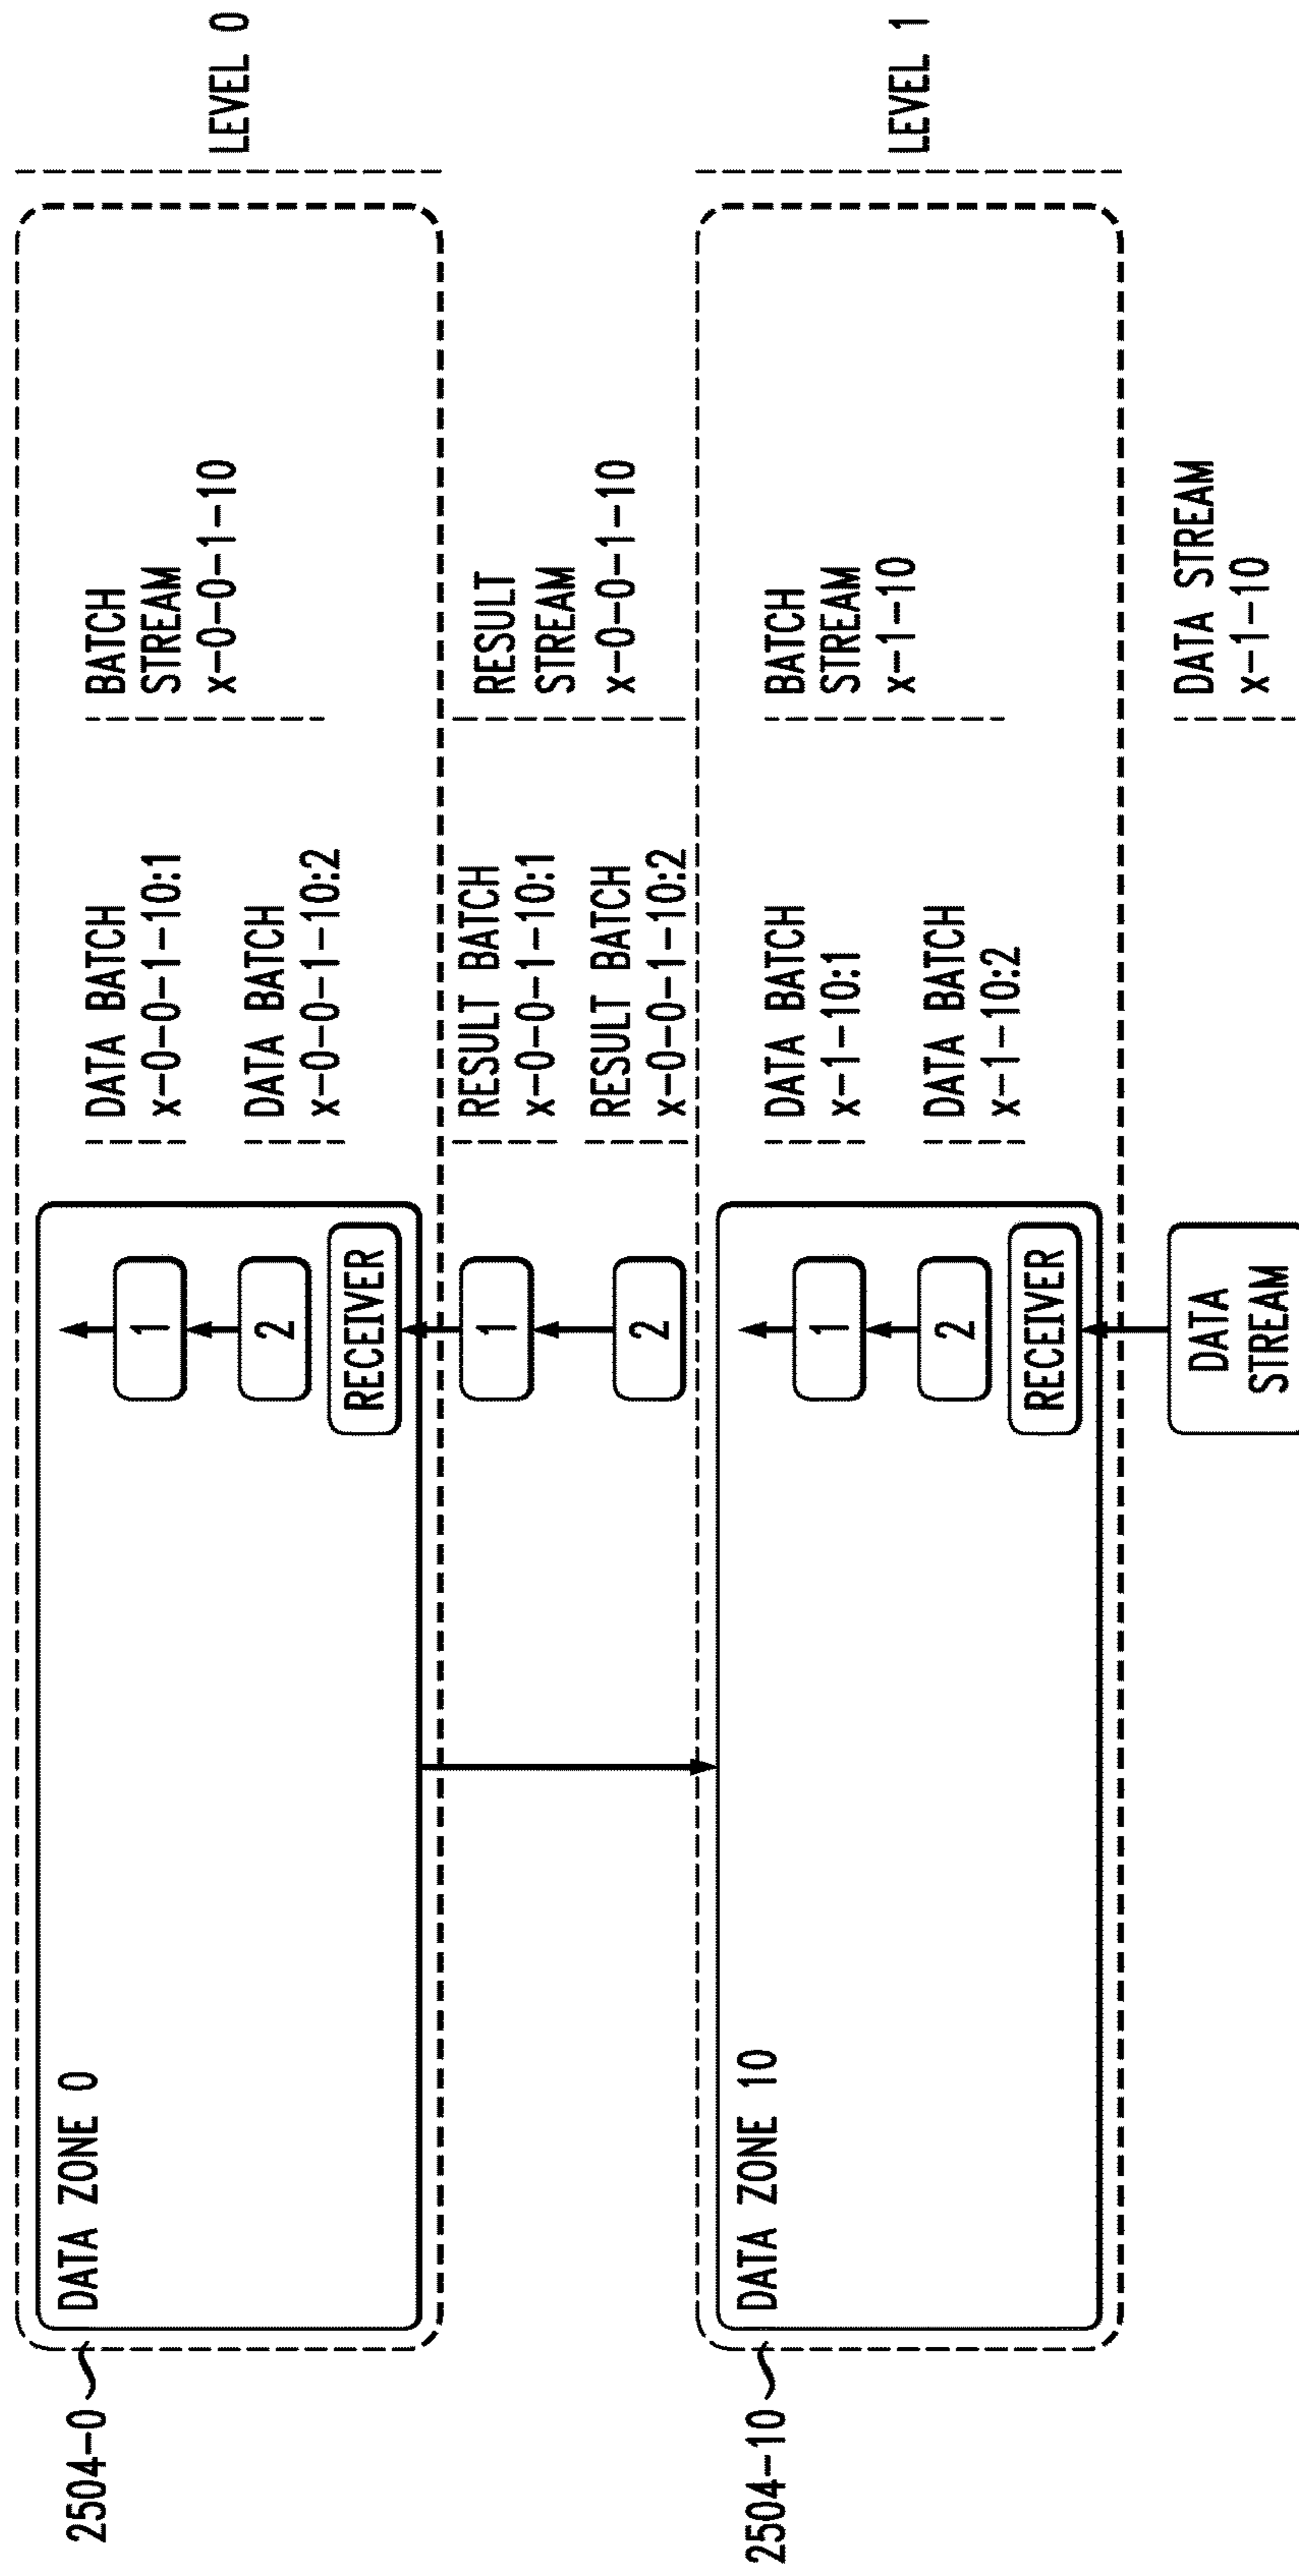 2504-0
DATA ZONE 0
1
2
RECEIVER
DATA BATCH
x-0-0-1-10:1
DATA BATCH
x-0-0-1-10:2
BATCH
STREAM
x-0-0-1-10
LEVEL 0
1
2
RESULT BATCH
x-0-0-1-10:1
RESULT BATCH
x-0-0-1-10:2
RESULT
STREAM
x-0-0-1-10
2504-10
DATA ZONE 10
1
2
RECEIVER
DATA BATCH
x-1-10:1
DATA BATCH
x-1-10:2
BATCH
STREAM
x-1-10
LEVEL 1
DATA
STREAM
DATA STREAM
x-1-10